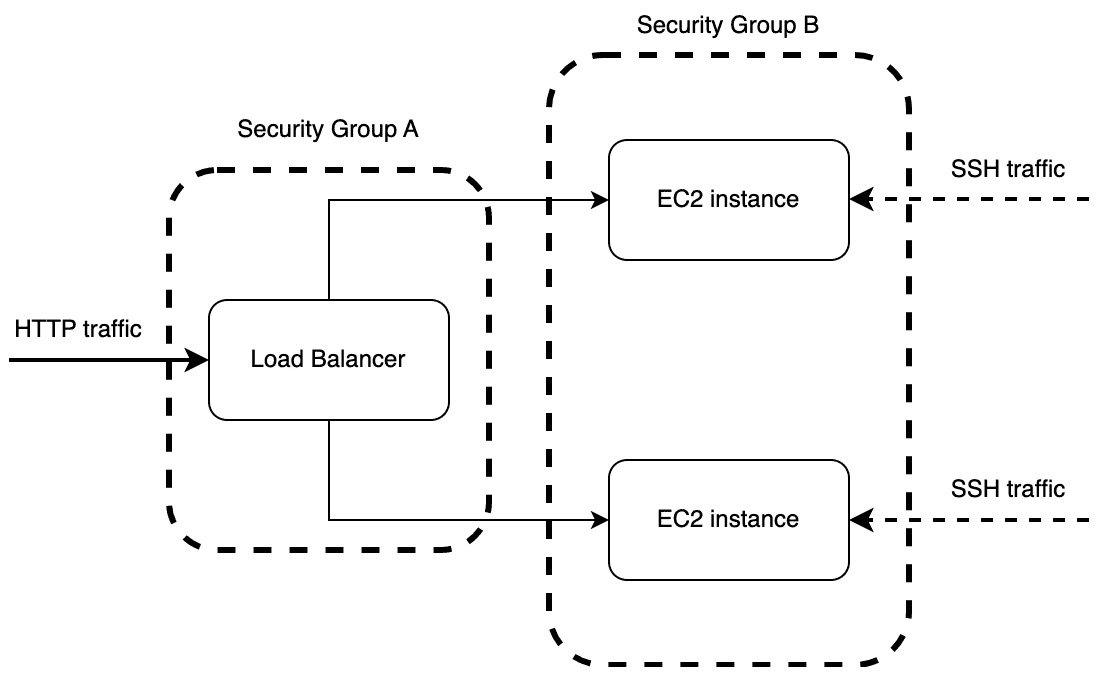 Security Group B
Security Group A
EC2 instance
SSH traffic
HTTP traffic
Load Balancer
EC2 instance
SSH traffic